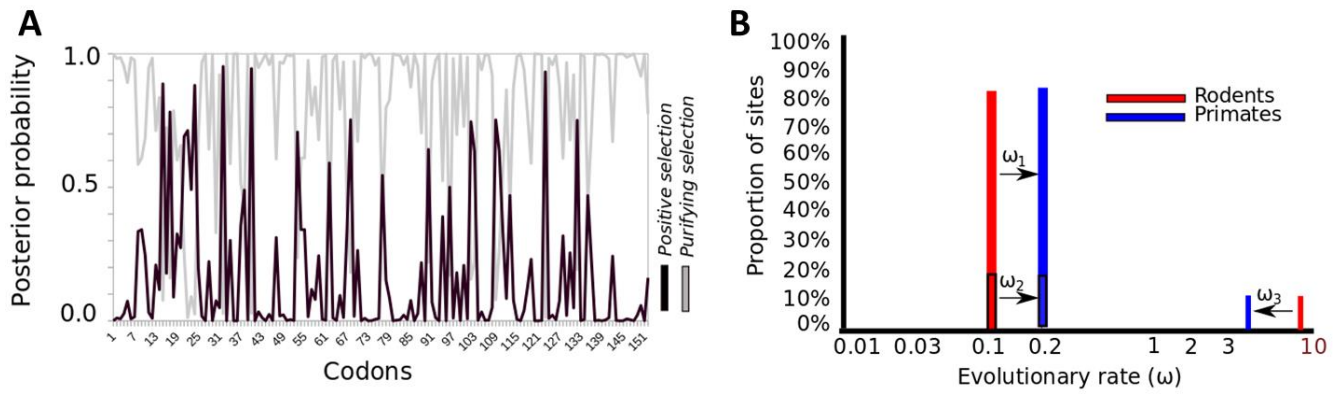 A
Posterior probability
1.0
0.5
0.0
1 7 13 19 25 31 37 43 49 55 61 67 73 79 85 91 97 103 109 115 121 127 133 139 145 151
Codons
Positive selection
Purifying selection
B
Proportion of sites
100%
90%
80%
70%
60%
50%
40%
30%
20%
10%
0%
Rodents
Primates
ω1
ω2
ω3
0.01 0.03 0.1 0.2 1 2 3 10
Evolutionary rate (ω)